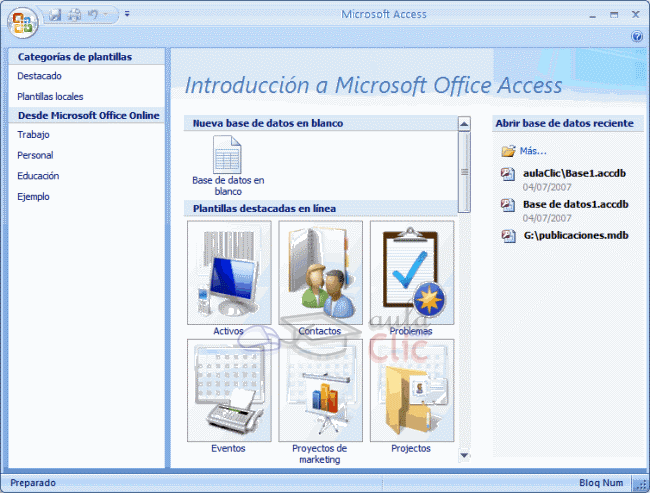 Microsoft Access
Categorías de plantillas
Destacado
Plantillas locales
Desde Microsoft Office Online
Trabajo
Personal
Educación
Ejemplo
Introducción a Microsoft Office Access
Nueva base de datos en blanco
Base de datos en
blanco
Plantillas destacadas en línea
Activos
Contactos
Problemas
aula
Clic
Eventos
Proyectos de
marketing
Projectos
Abrir base de datos reciente
Más...
aulaClic\Base1.accdb
04/07/2007
Base de datos1.accdb
04/07/2007
G:\publicaciones.mdb
Preparado
Bloq Num